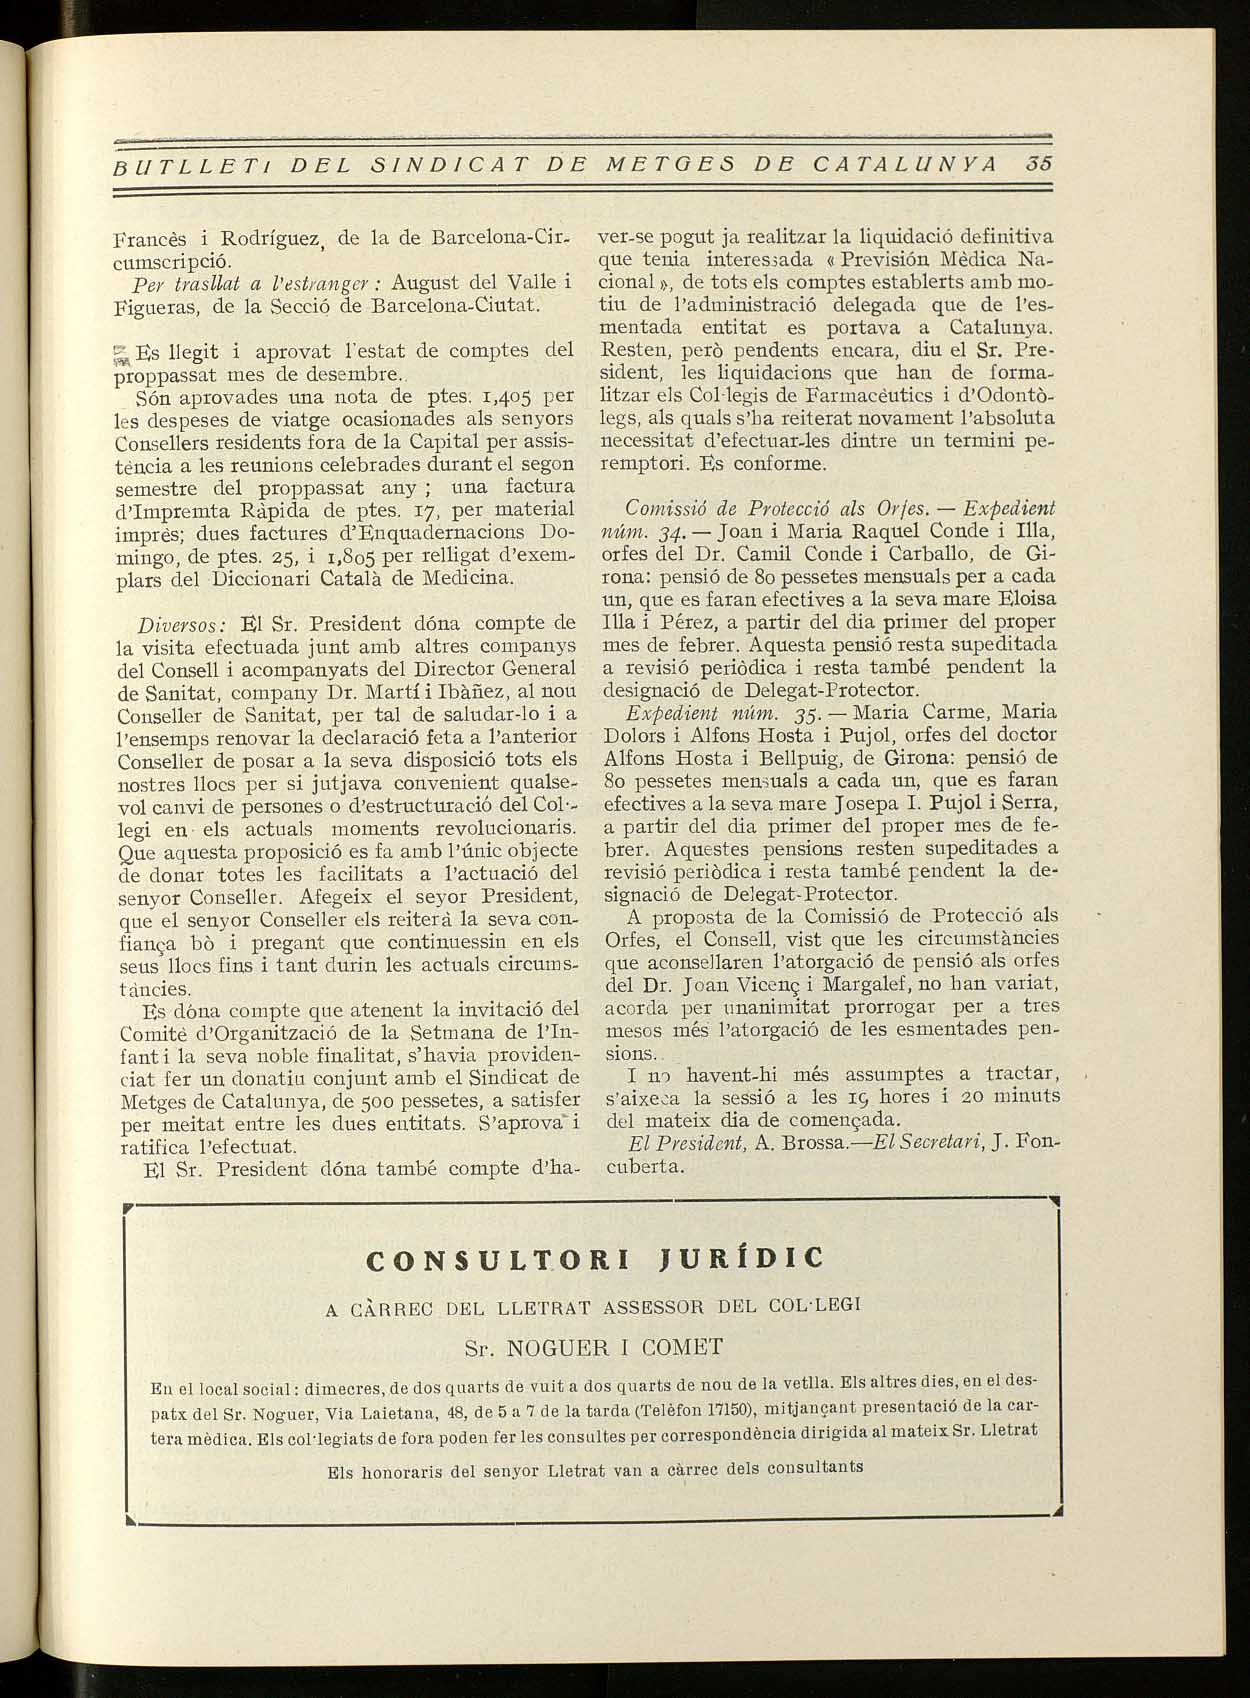 BUTLLETI DEL SINDICAT DE METGES DE CATALUNYA 35
Francès i Rodríguez, de la de Barcelona-Cir-
cumscripció.
Per trasllat a l'estranger: August del Valle i
Figueras, de la Secció de Barcelona-Ciutat.
Es llegit i aprovat l'estat de comptes del
proppassat mes de desembre..
Són aprovades una nota de ptes. 1,405 per
les despeses de viatge ocasionades als senyors
Consellers residents fora de la Capital per assis-
tència a les reunions celebrades durant el segon
semestre del proppassat any; una factura
d'Impremta Ràpida de ptes. 17, per material
imprès; dues factures d'Enquadernacions Do-
mingo, de ptes. 25, i 1,805 per relligat d'exem-
plars del Diccionari Català de Medicina.
Diversos: El Sr. President dóna compte de
la visita efectuada junt amb altres companys
del Consell i acompanyats del Director General
de Sanitat, company Dr. Martí i Ibàñez, al nou
Conseller de Sanitat, per tal de saludar-lo i a
l'ensemps renovar la declaració feta a l'anterior
Conseller de posar a la seva disposició tots els
nostres llocs per si jutjava convenient qualse-
vol canvi de persones o d'estructuració del Col·-
legi en els actuals moments revolucionaris.
Que aquesta proposició es fa amb l'únic objecte
de donar totes les facilitats a l'actuació del
senyor Conseller. Afegeix el seyor President,
que el senyor Conseller els reiterà la seva con-
fiança bò i pregant que continuessin en els
seus llocs fins i tant durin les actuals circums-
tàncies.
Es dóna compte que atenent la invitació del
Comitè d'Organització de la Setmana de l'In-
fant i la seva noble finalitat, s'havia providen-
ciat fer un donatiu conjunt amb el Sindicat de
Metges de Catalunya, de 500 pessetes, a satisfer
per meitat entre les dues entitats. S'aprova i
ratifica l'efectuat.
El Sr. President dóna també compte d'ha-
ver-se pogut ja realitzar la liquidació definitiva
que tenia interessada « Previsión Mèdica Na-
cional », de tots els comptes establerts amb mo-
tiu de l'administració delegada que de l'es-
mentada entitat es portava a Catalunya.
Resten, però pendents encara, diu el Sr. Pre-
sident, les liquidacions que han de forma-
litzar els Col·legis de Farmacèutics i d'Odontò-
legs, als quals s'ha reiterat novament l'absoluta
necessitat d'efectuar-les dintre un termini pe-
remptori. Es conforme.
Comissió de Protecció als Orfes. — Expedient
núm. 34. — Joan i Maria Raquel Conde i Illa,
orfes del Dr. Camil Conde i Carballo, de Gi-
rona: pensió de 80 pessetes mensuals per a cada
un, que es faran efectives a la seva mare Eloisa
Illa i Pérez, a partir del dia primer del proper
mes de febrer. Aquesta pensió resta supeditada
a revisió periòdica i resta també pendent la
designació de Delegat-Protector.
Expedient núm. 35. — Maria Carme, Maria
Dolors i Alfons Hosta i Pujol, orfes del doctor
Alfons Hosta i Bellpuig, de Girona: pensió de
80 pessetes mensuals a cada un, que es faran
efectives a la seva mare Josepa I. Pujol i Serra,
a partir del dia primer del proper mes de fe-
brer. Aquestes pensions resten supeditades a
revisió periòdica i resta també pendent la de-
signació de Delegat-Protector.
A proposta de la Comissió de Protecció als
Orfes, el Consell, vist que les circumstàncies
que aconsellaren l'atorgació de pensió als orfes
del Dr. Joan Vicenç i Margalef, no han variat,
acorda per unanimitat prorrogar per a tres
mesos més l'atorgació de les esmentades pen-
sions..
I no havent-hi més assumptes a tractar,
s'aixeca la sessió a les 19 hores i 20 minuts
del mateix dia de començada.
El President, A. Brossa.—El Secretari, J. Fon-
cuberta.
CONSULTORI JURÍDIC
A CÀRREC DEL LLETRAT ASSESSOR DEL COL·LEGI
Sr. NOGUER I COMET
En el local social: dimecres, de dos quarts de vuit a dos quarts de nou de la vetlla. Els altres dies, en el des-
patx del Sr. Noguer, Via Laietana, 48, de 5 a 7 de la tarda (Telèfon 17150), mitjançant presentació de la car-
tera mèdica. Els col·legiats de fora poden fer les consultes per correspondència dirigida al mateix Sr. Lletrat
Els honoraris del senyor Lletrat van a càrrec dels consultants